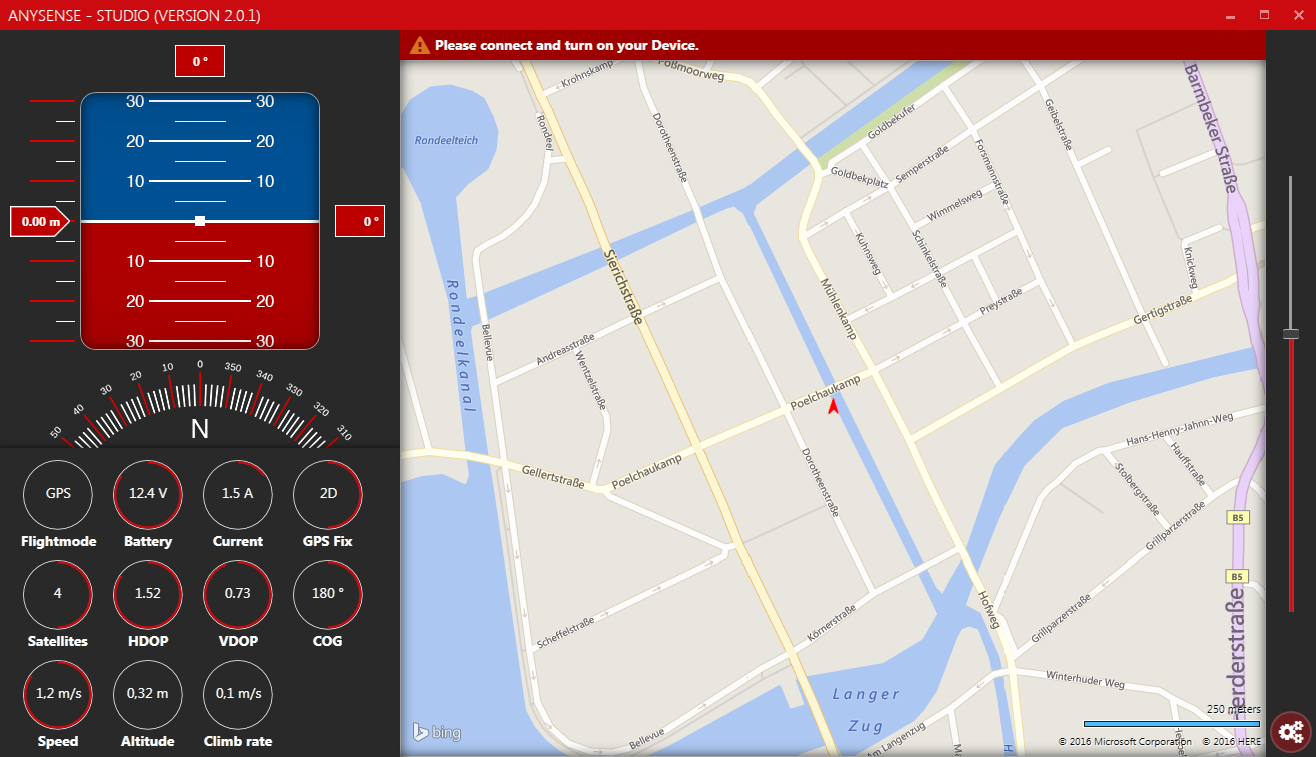 ANYSENSE - STUDIO (VERSION 2.0.1)
0 °
Please connect and turn on your Device.
30 30
20 20
10 10
0.00 m
0 °
10 10
20 20
30 30
50 40 30 20 10 0 350 340 330 320 310
N
GPS
Flightmode
12.4 V
Battery
1.5 A
Current
2D
GPS Fix
4
Satellites
1.52
HDOP
0.73
VDOP
180 °
COG
1,2 m/s
Speed
0,32 m
Altitude
0,1 m/s
Climb rate
Krohnskamp
Poßmoorweg
Barmbeker Straße
Rondeelteich
Rondeel
Dorotheenstraße
Goldbekufer
Geibelstraße
Goldbekplatz
Semperstraße
Forsmannstraße
Wimmelsweg
Kuhnsweg
Schinkelstraße
Knickweg
Sierichstraße
Rondeelkanal
Mühlenkamp
Preystraße
Gertigstraße
Bellevue
Andreasstraße
Wentzelstraße
Poelchaukamp
Hans-Henny-Jahnn-Weg
Hauffstraße
Stolbergstraße
Gellertstraße
Poelchaukamp
Dorotheenstraße
Grillparzerstraße
B5
B5
Hofweg
Grillparzerstraße
Körnerstraße
Scheffelstraße
erderstraße
Winterhuder Weg
Langer
Zug
Am Langenzug
Bellevue
250 meters
bing
© 2016 Microsoft Corporation © 2016 HERE